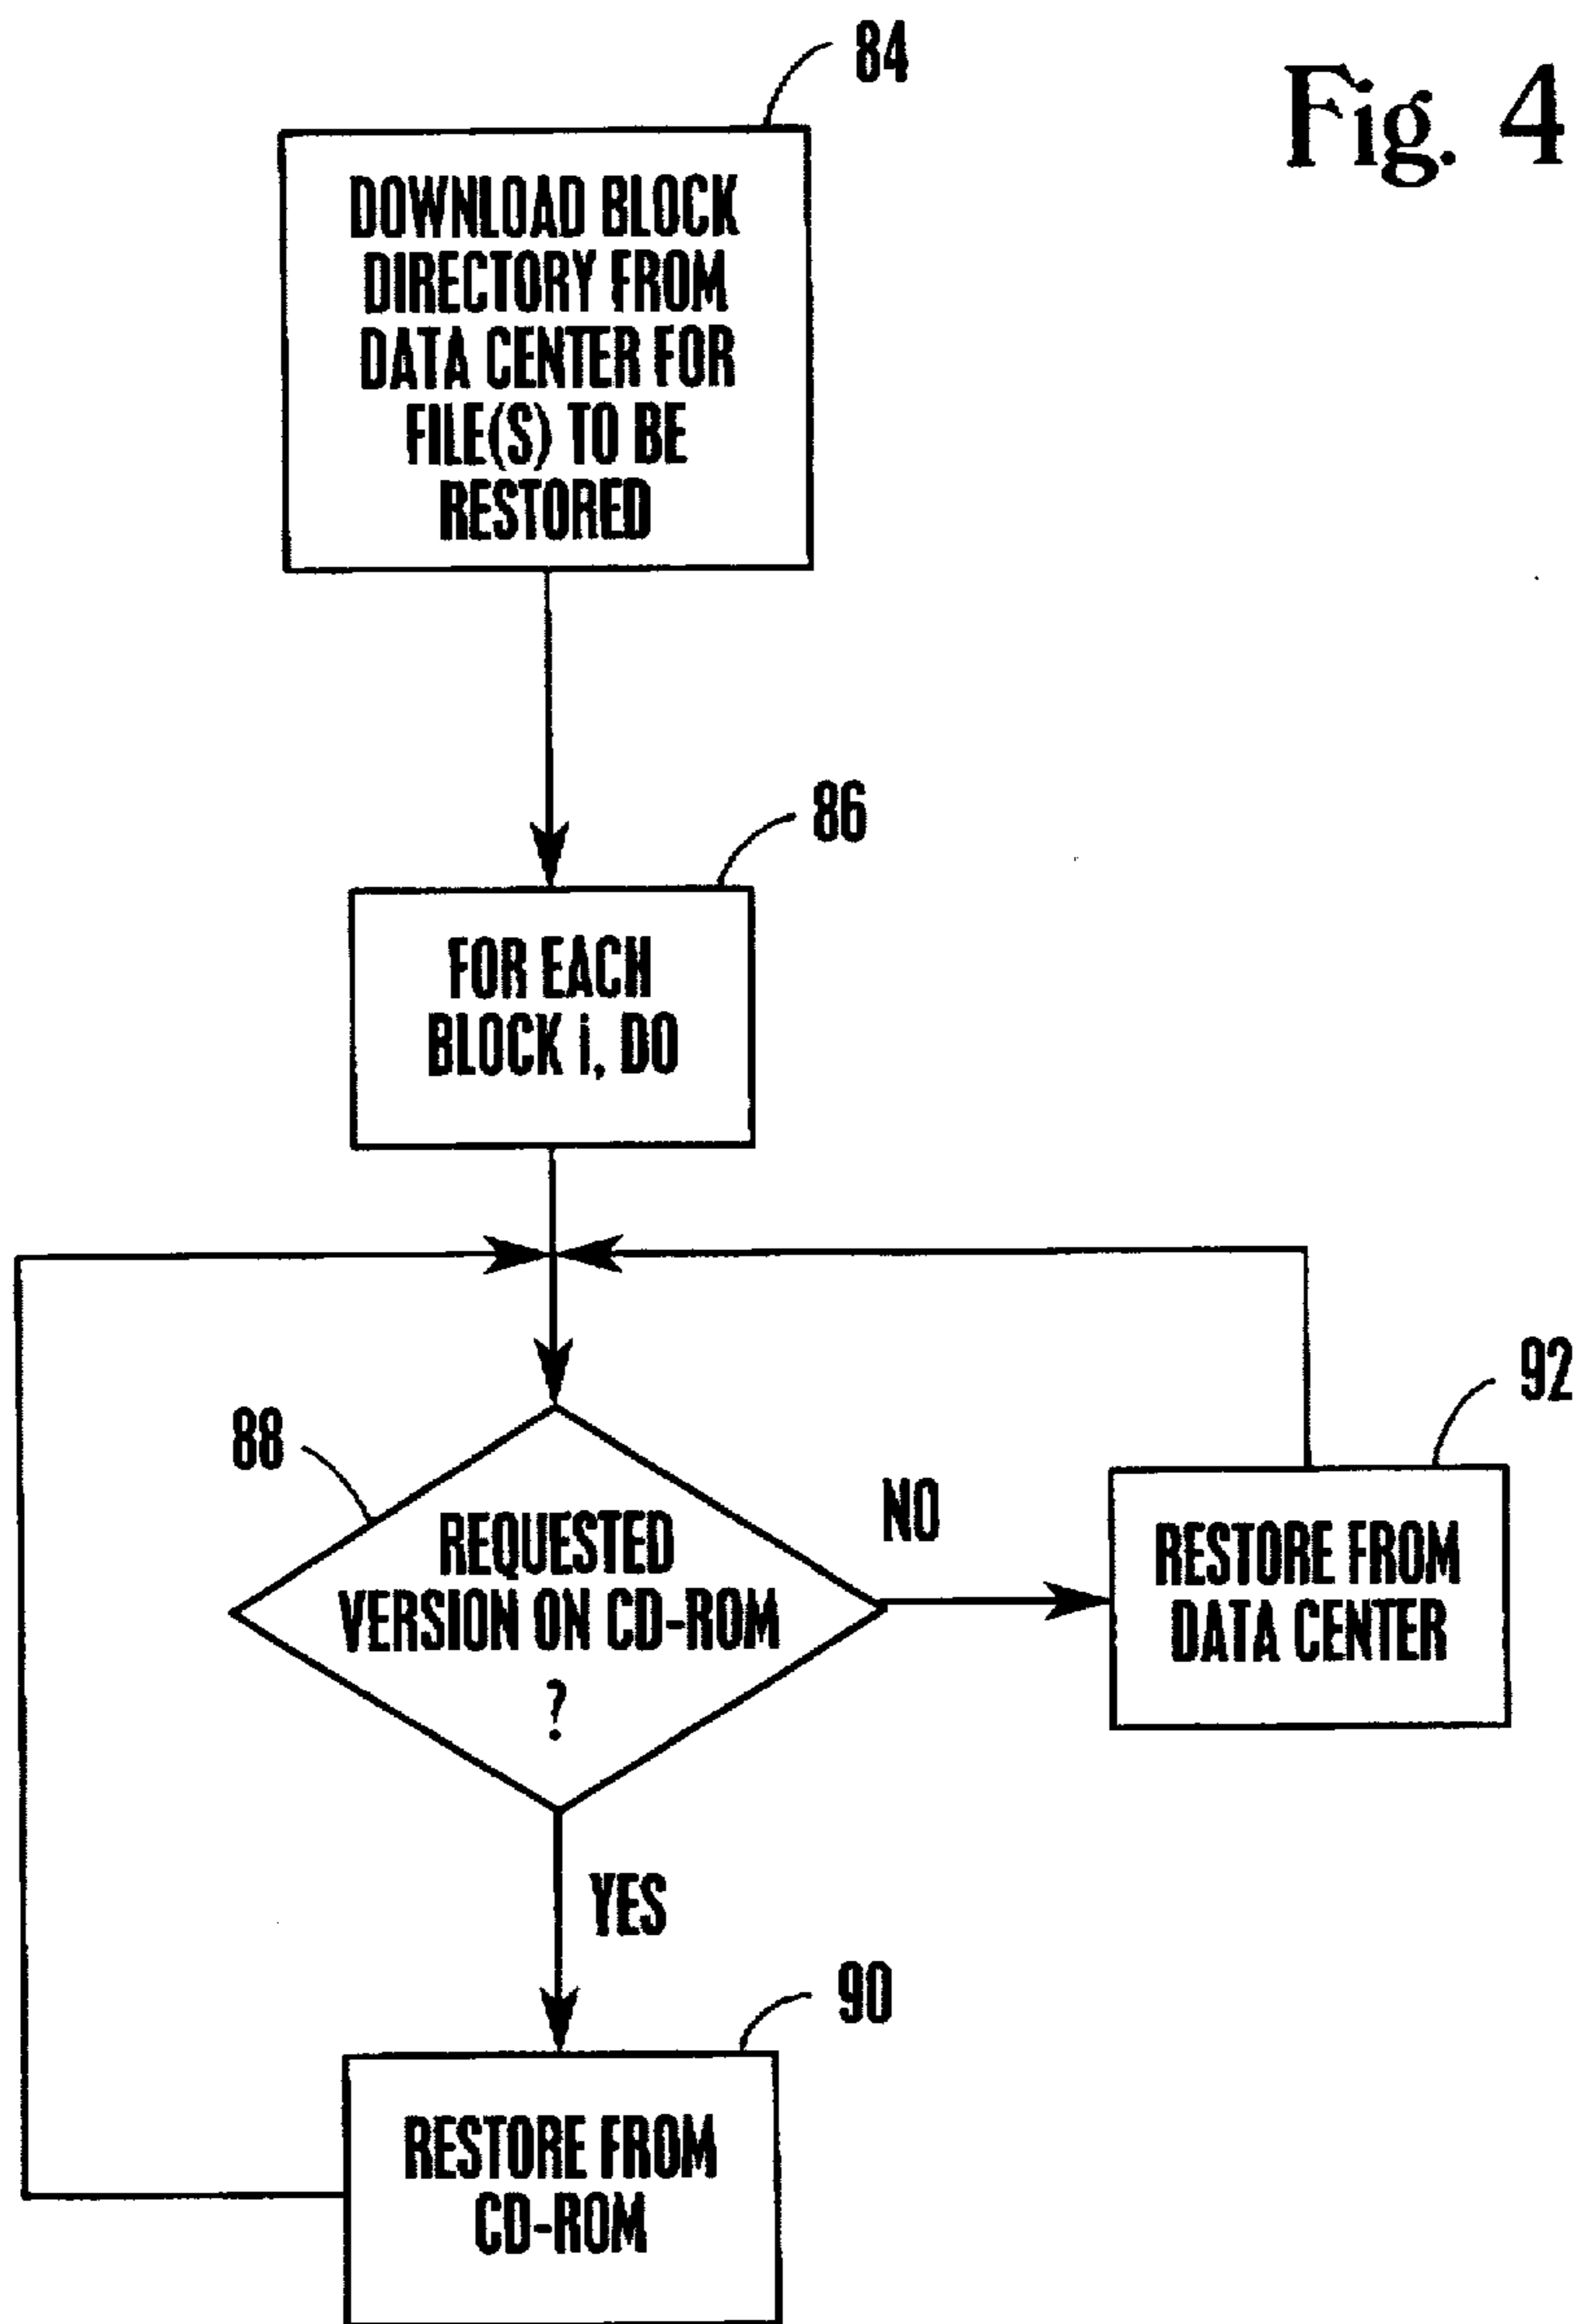 Fig. 4
84
DOWNLOAD BLOCK
DIRECTORY FROM
DATA CENTER FOR
FILE(S) TO BE
RESTORED
86
FOR EACH
BLOCK i, DO
88
REQUESTED
VERSION ON CD-ROM
?
NO
92
RESTORE FROM
DATA CENTER
YES
90
RESTORE FROM
CD-ROM